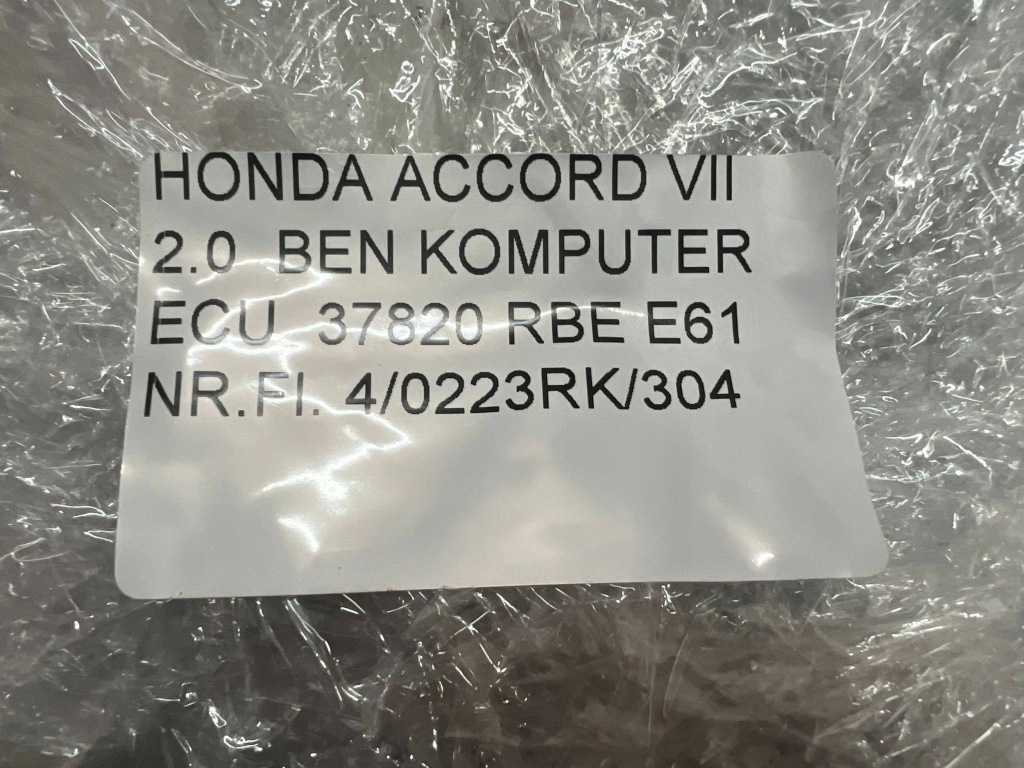 HONDA ACCORD VII
2.0 BEN KOMPUTER
ECU 37820 RBE E61
NR.FI. 4/0223RK/304